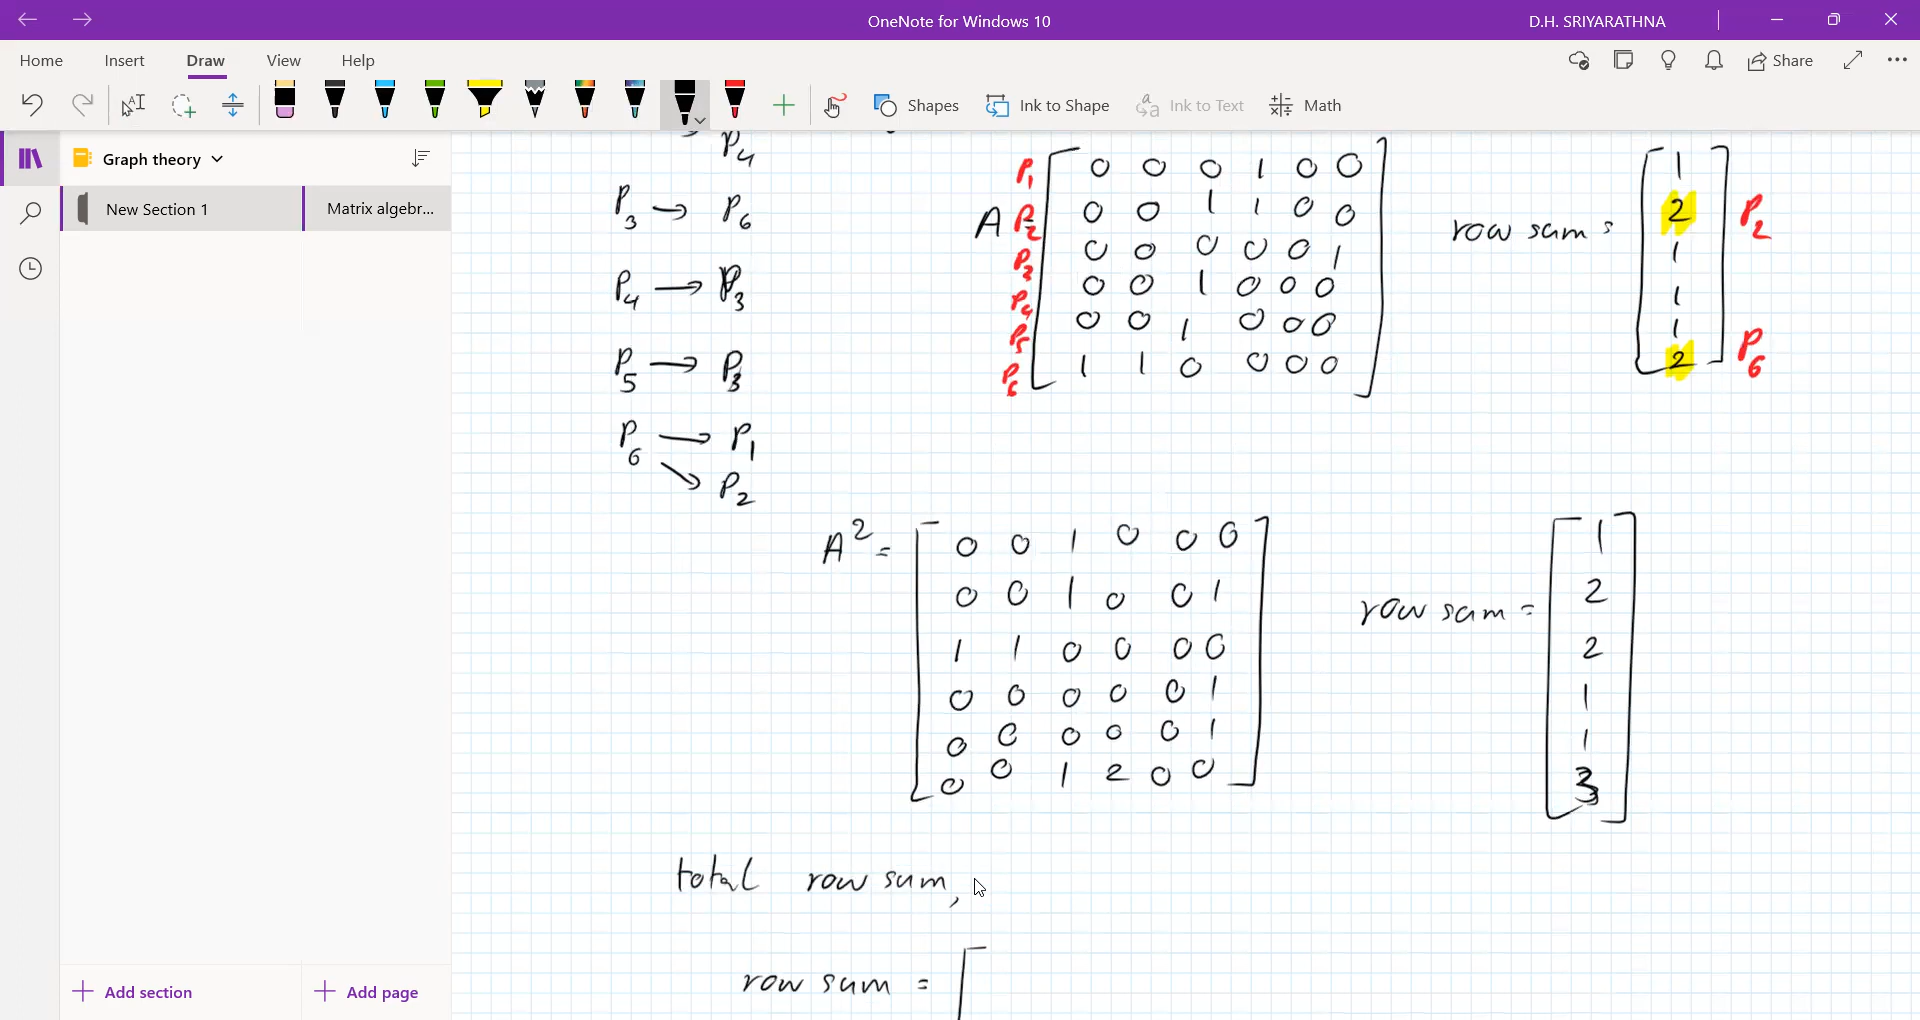 OneNote for Windows 10
D.H. SRIYARATHNA
Home Insert Draw View Help
Share
Shapes Ink to Shape Ink to Text Math
Graph theory
New Section 1
Matrix algebr...
P4
P3 → P6
P4 → P3
P5 → P3
P6 → P1
→ P2
A
P1 0 0 0 1 0 0
P2 0 0 1 1 0 0
P3 0 0 0 0 0 1
P4 0 0 1 0 0 0
P5 0 0 1 0 0 0
P6 1 1 0 0 0 0
row sum =
1
2 P2
1
1
1
2 P6
A² =
0 0 1 0 0 0
0 0 1 0 0 1
1 1 0 0 0 0
0 0 0 0 0 1
0 0 0 0 0 1
0 0 1 2 0 0
row sum =
1
2
2
1
1
3
total row sum,
row sum =
Add section
Add page